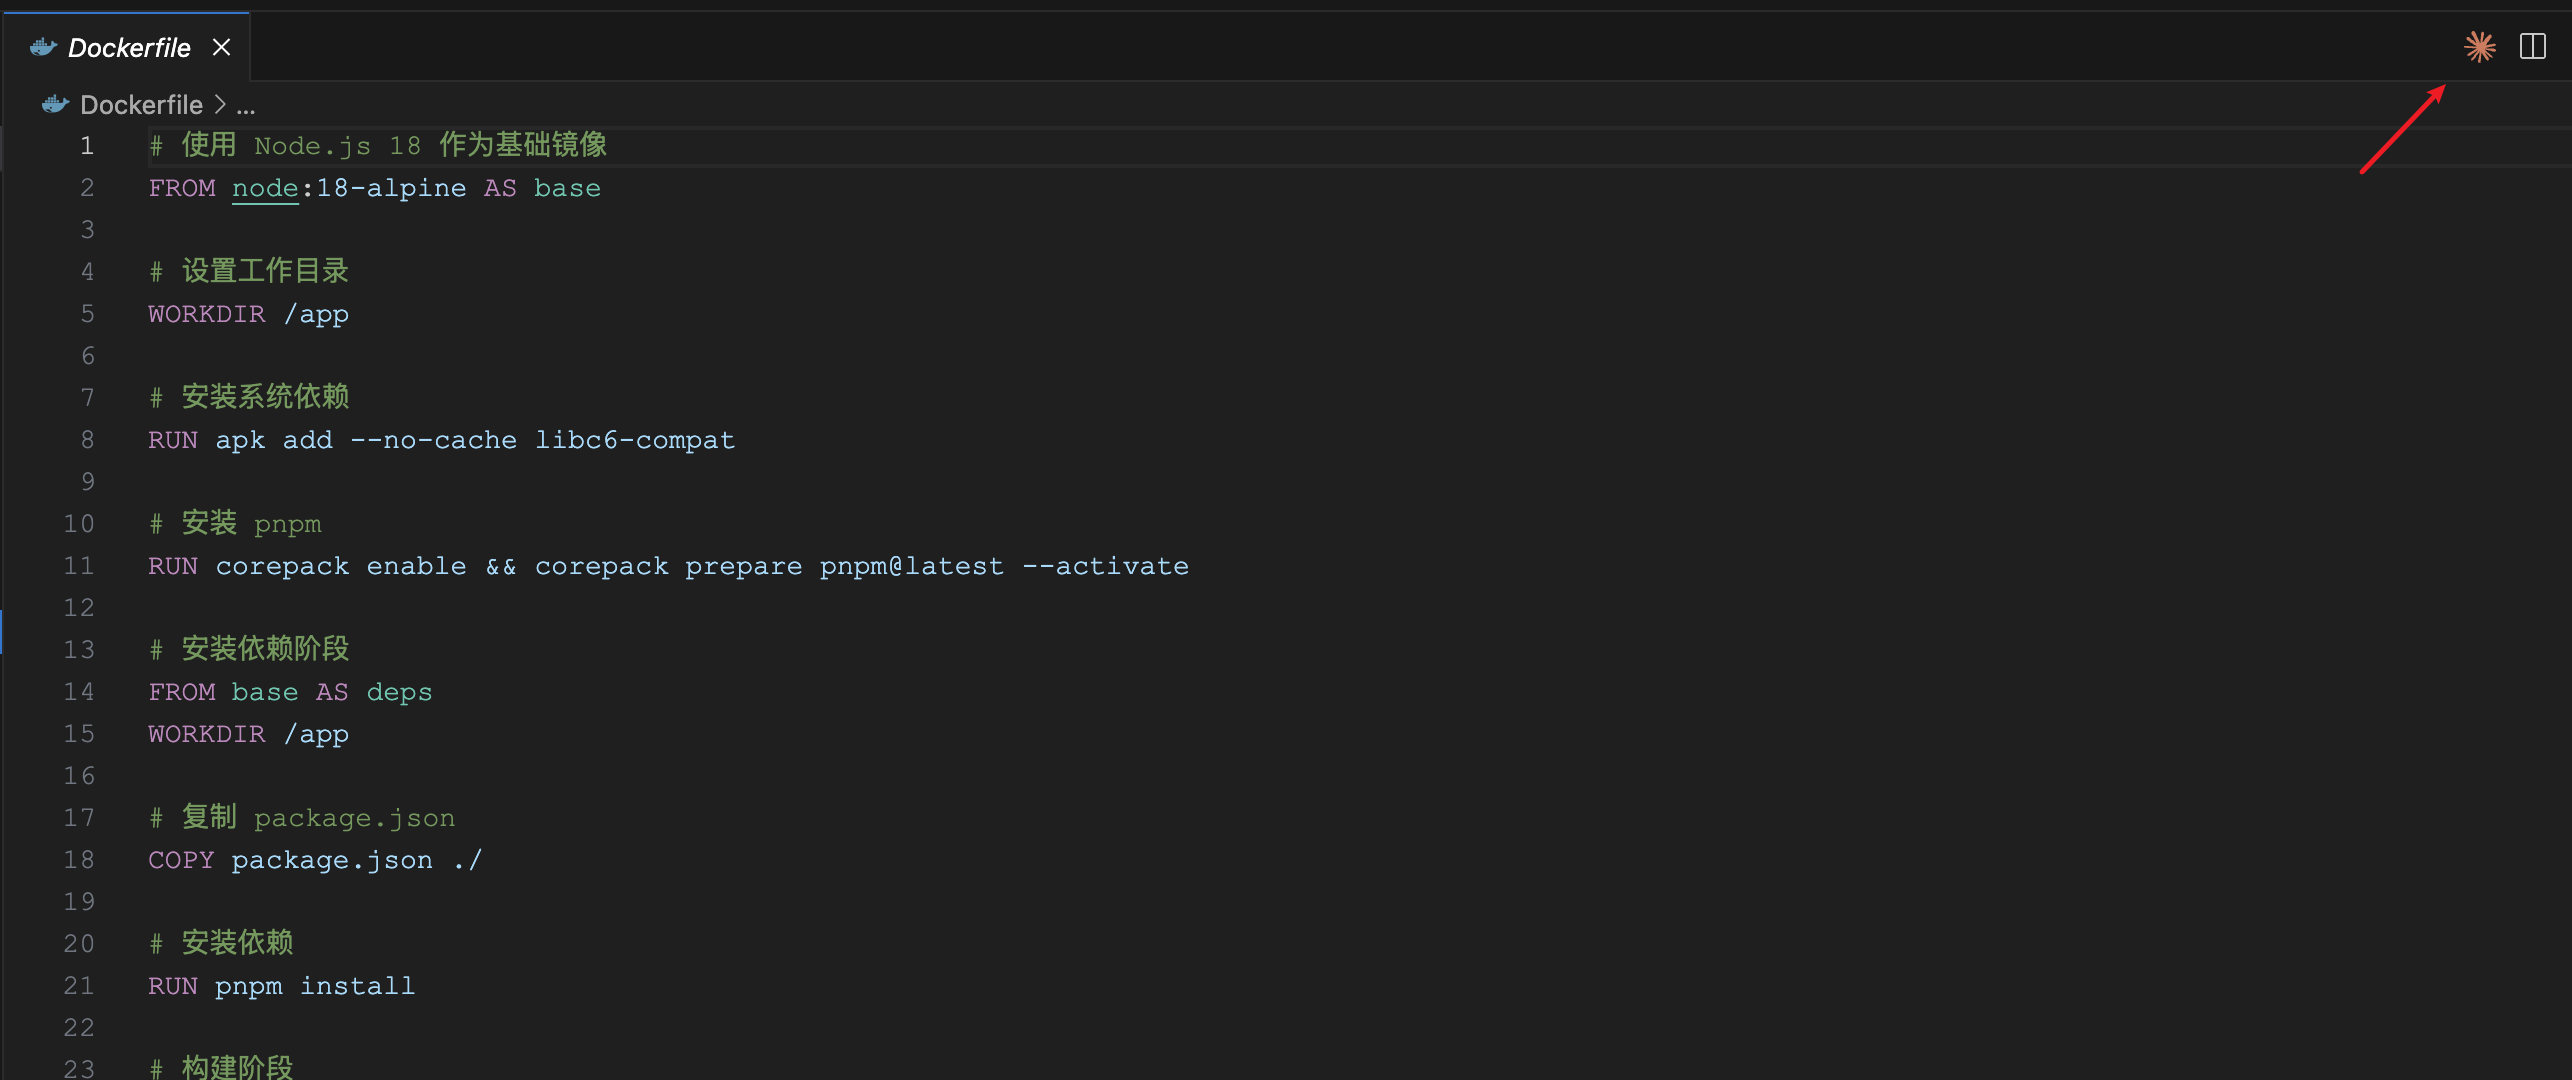 Dockerfile
Dockerfile > ...
1 # 使用 Node.js 18 作为基础镜像
2 FROM node:18-alpine AS base
3
4 # 设置工作目录
5 WORKDIR /app
6
7 # 安装系统依赖
8 RUN apk add --no-cache libc6-compat
9
10 # 安装 pnpm
11 RUN corepack enable && corepack prepare pnpm@latest --activate
12
13 # 安装依赖阶段
14 FROM base AS deps
15 WORKDIR /app
16
17 # 复制 package.json
18 COPY package.json ./
19
20 # 安装依赖
21 RUN pnpm install
22
23 # 构建阶段